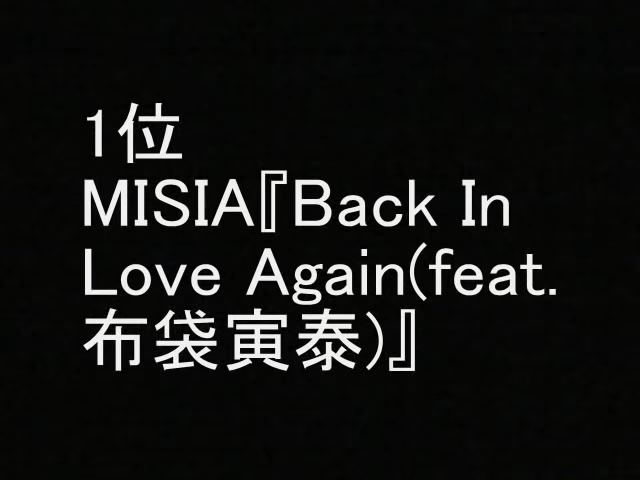 1位
MISIA『Back In
Love Again(feat.
布袋寅泰)』